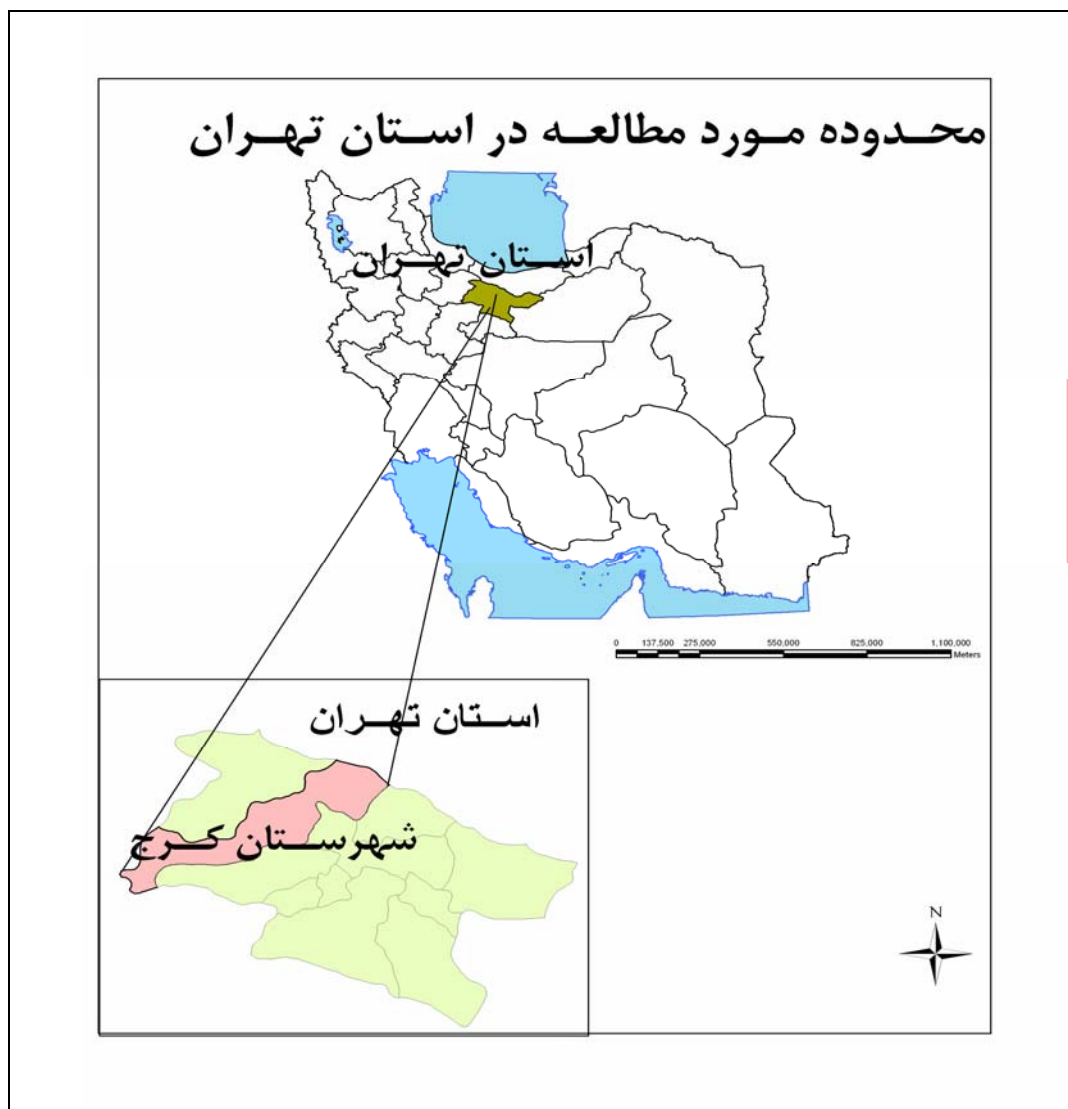 محدوده مورد مطالعه در استان تهران
استان تهران
0 137,500 275,000 550,000 825,000 1,100,000
Meters
استان تهران
شهرستان کرج
N